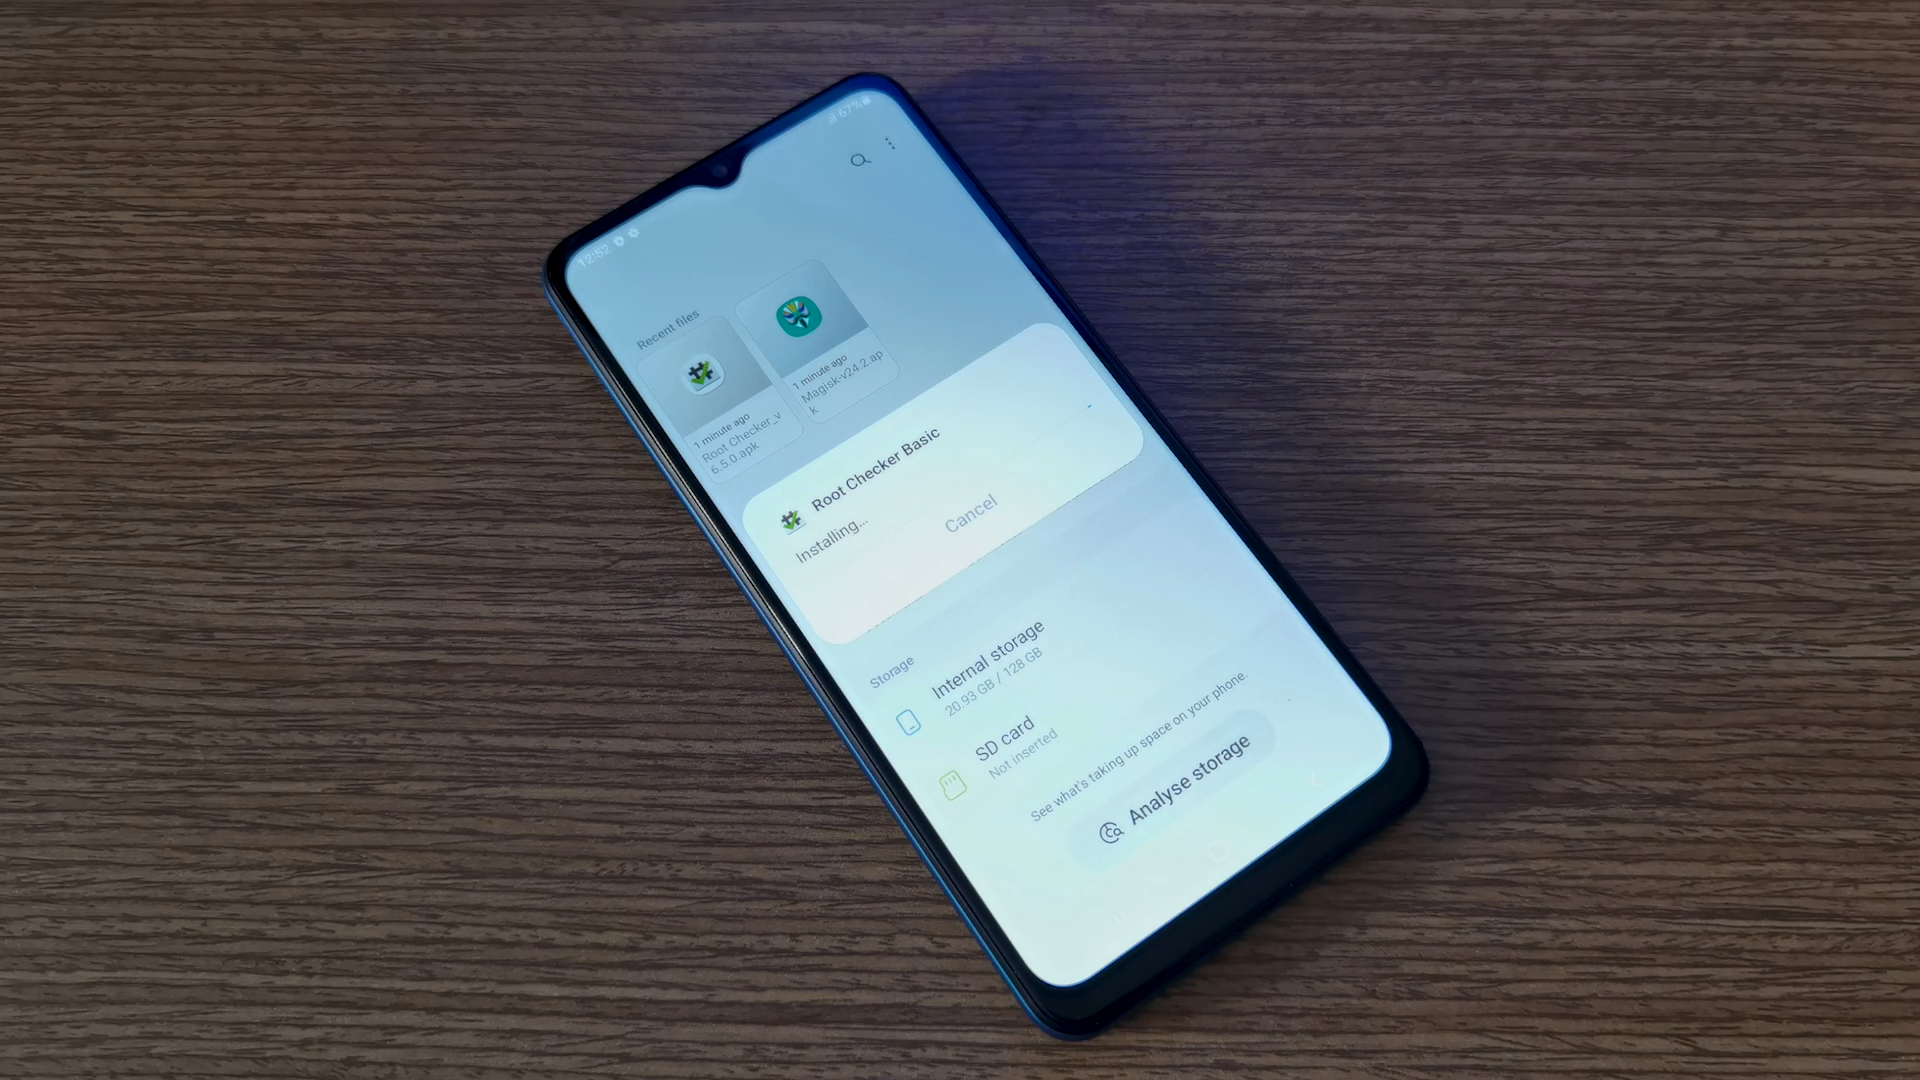 12:52
67%
Recent files
1 minute ago
Root Checker_v
6.5.0.apk
1 minute ago
Magisk-v24.2.ap
k
Root Checker Basic
Installing...
Cancel
Storage
Internal storage
20.93 GB / 128 GB
SD card
Not inserted
See what's taking up space on your phone.
Analyse storage